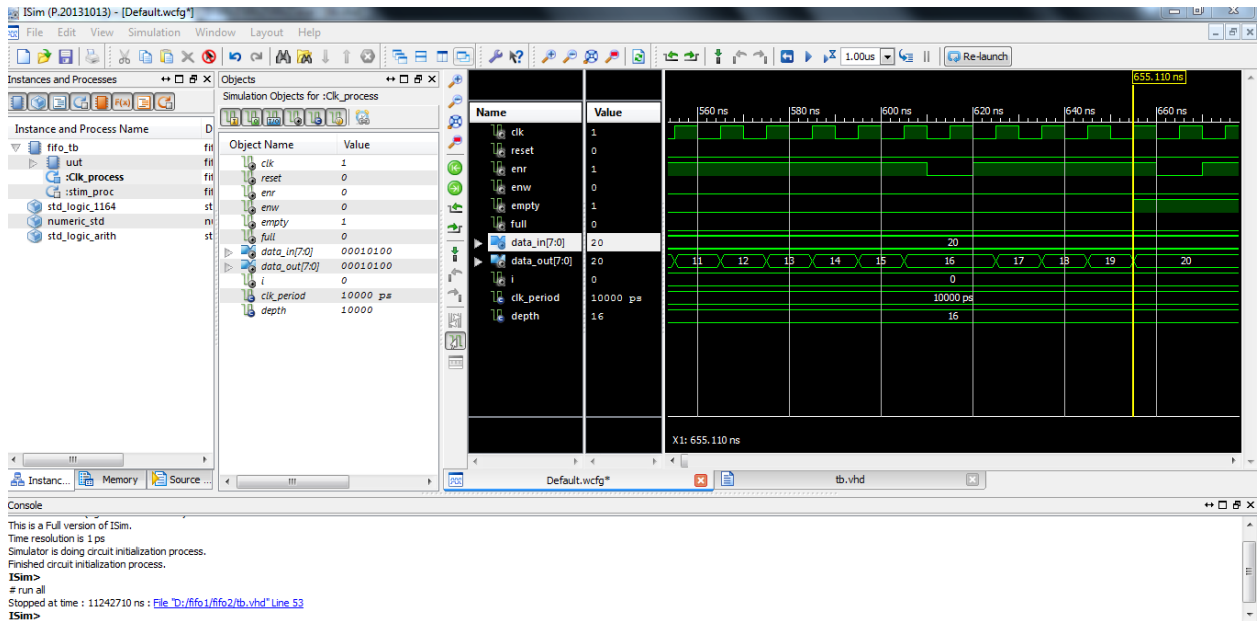 ISim (P.20131013) - [Default.wcfg*]
File Edit View Simulation Window Layout Help
1.00us Re-launch
Instances and Processes
Instance and Process Name D
fifo_tb fif
uut fif
:Clk_process fif
:stim_proc fif
std_logic_1164 st
numeric_std nu
std_logic_arith st
Instanc... Memory Source ...
Objects
Simulation Objects for :Clk_process
Object Name Value
clk 1
reset 0
enr 0
enw 0
empty 1
full 0
data_in[7:0] 00010100
data_out[7:0] 00010100
i 0
clk_period 10000 ps
depth 10000
655.110 ns
Name Value
560 ns 580 ns 600 ns 620 ns 640 ns 660 ns
clk 1
reset 0
enr 1
enw 0
empty 1
full 0
data_in[7:0] 20 20
data_out[7:0] 20 11 12 13 14 15 16 17 18 19 20
i 0 0
clk_period 10000 ps 10000 ps
depth 16 16
X1: 655.110 ns
Default.wcfg* tb.vhd
Console
This is a Full version of ISim.
Time resolution is 1 ps
Simulator is doing circuit initialization process.
Finished circuit initialization process.
ISim>
# run all
Stopped at time : 11242710 ns : File "D:/fifo1/fifo2/tb.vhd" Line 53
ISim>